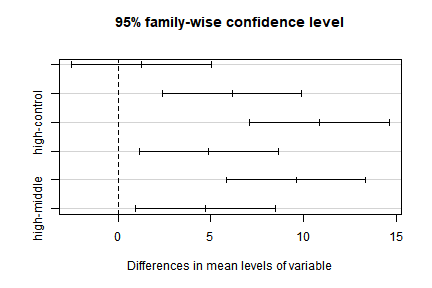 95% family-wise confidence level
high-control
high-middle
0
5
10
15
Differences in mean levels of variable